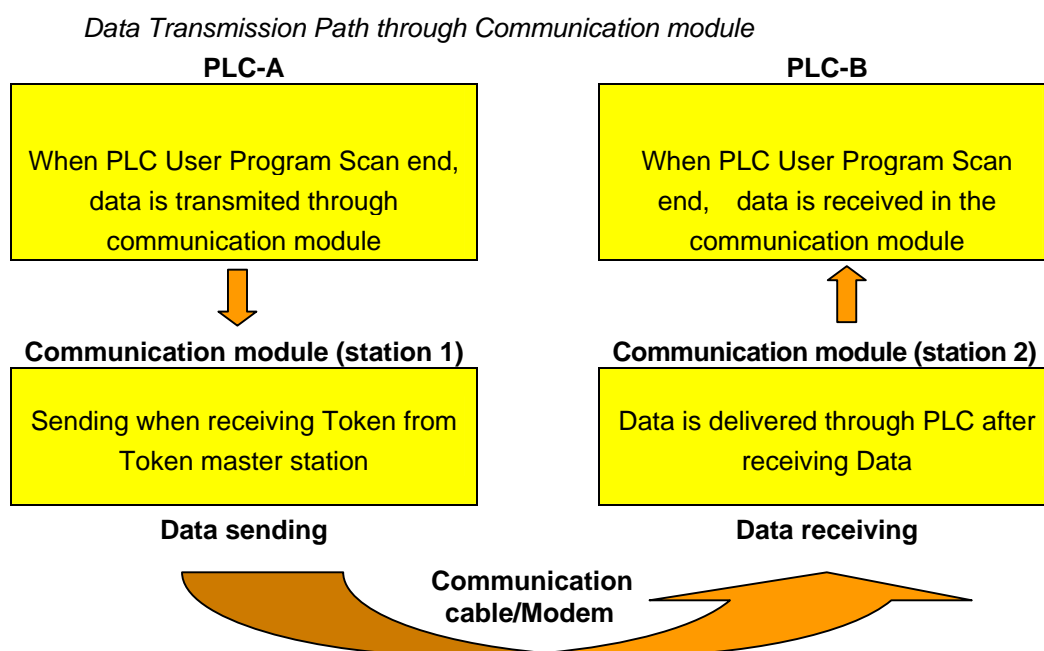 Data Transmission Path through Communication module
PLC-A
When PLC User Program Scan end,
data is transmited through
communication module
Communication module (station 1)
Sending when receiving Token from
Token master station
Data sending
PLC-B
When PLC User Program Scan
end, data is received in the
communication module
Communication module (station 2)
Data is delivered through PLC after
receiving Data
Data receiving
Communication
cable/Modem